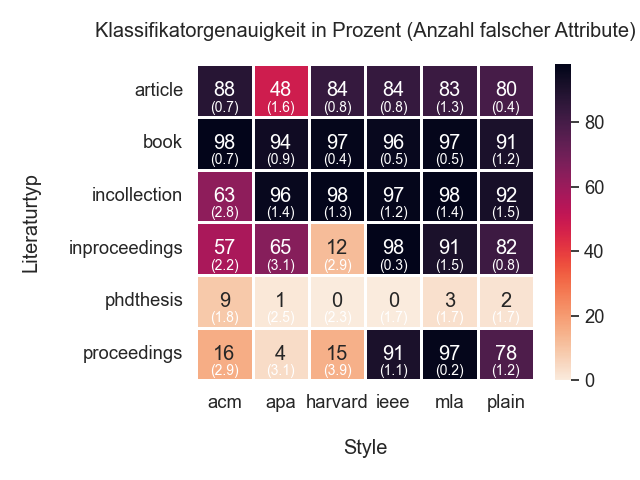 Klassifikatorgenauigkeit in Prozent (Anzahl falscher Attribute)
article 88 48 84 84 83 80
(0.7) (1.6) (0.8) (0.8) (1.3) (0.4)
book 98 94 97 96 97 91
(0.7) (0.9) (0.4) (0.5) (0.5) (1.2)
incollection 63 96 98 97 98 92
(2.8) (1.4) (1.3) (1.2) (1.4) (1.5)
inproceedings 57 65 12 98 91 82
(2.2) (3.1) (2.9) (0.3) (1.5) (0.8)
phdthesis 9 1 0 0 3 2
(1.8) (2.5) (2.3) (1.7) (1.7) (1.7)
proceedings 16 4 15 91 97 78
(2.9) (3.1) (3.9) (1.1) (0.2) (1.2)
acm apa harvard ieee mla plain
Style
Literaturtyp
80
60
40
20
0